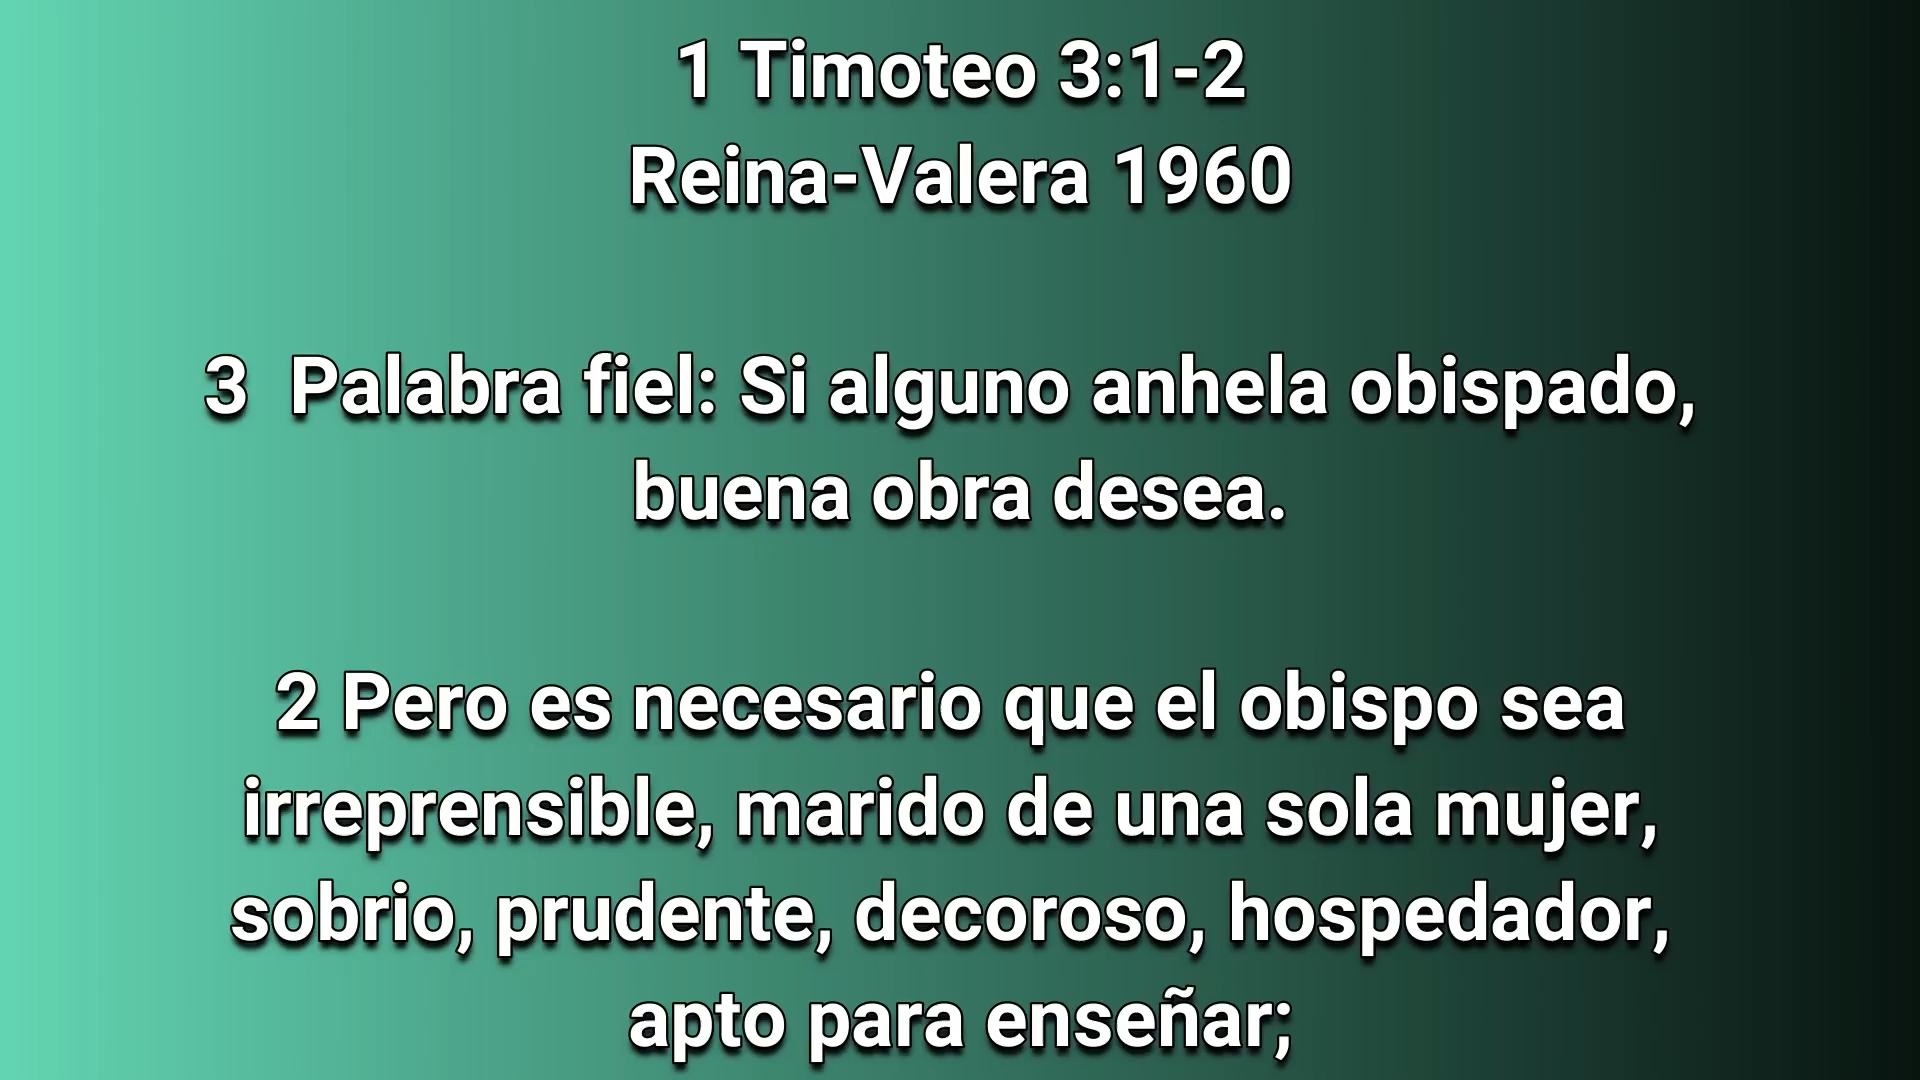 1 Timoteo 3:1-2
Reina-Valera 1960
3 Palabra fiel: Si alguno anhela obispado,
buena obra desea.
2 Pero es necesario que el obispo sea
irreprensible, marido de una sola mujer,
sobrio, prudente, decoroso, hospedador,
apto para enseñar;